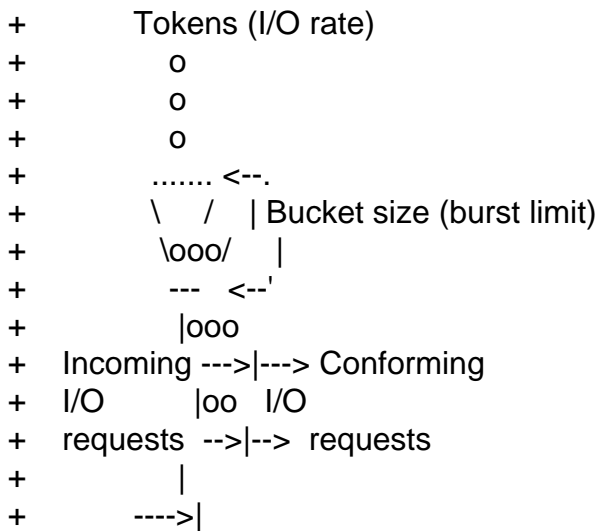 +          Tokens (I/O rate)
+              o
+              o
+              o
+            ....... <--.
+            \     /    | Bucket size (burst limit)
+             \ooo/     |
+              ---   <--'
+               |ooo
+    Incoming --->|---> Conforming
+    I/O         |oo   I/O
+    requests  -->|-->  requests
+               |
+          ---->|